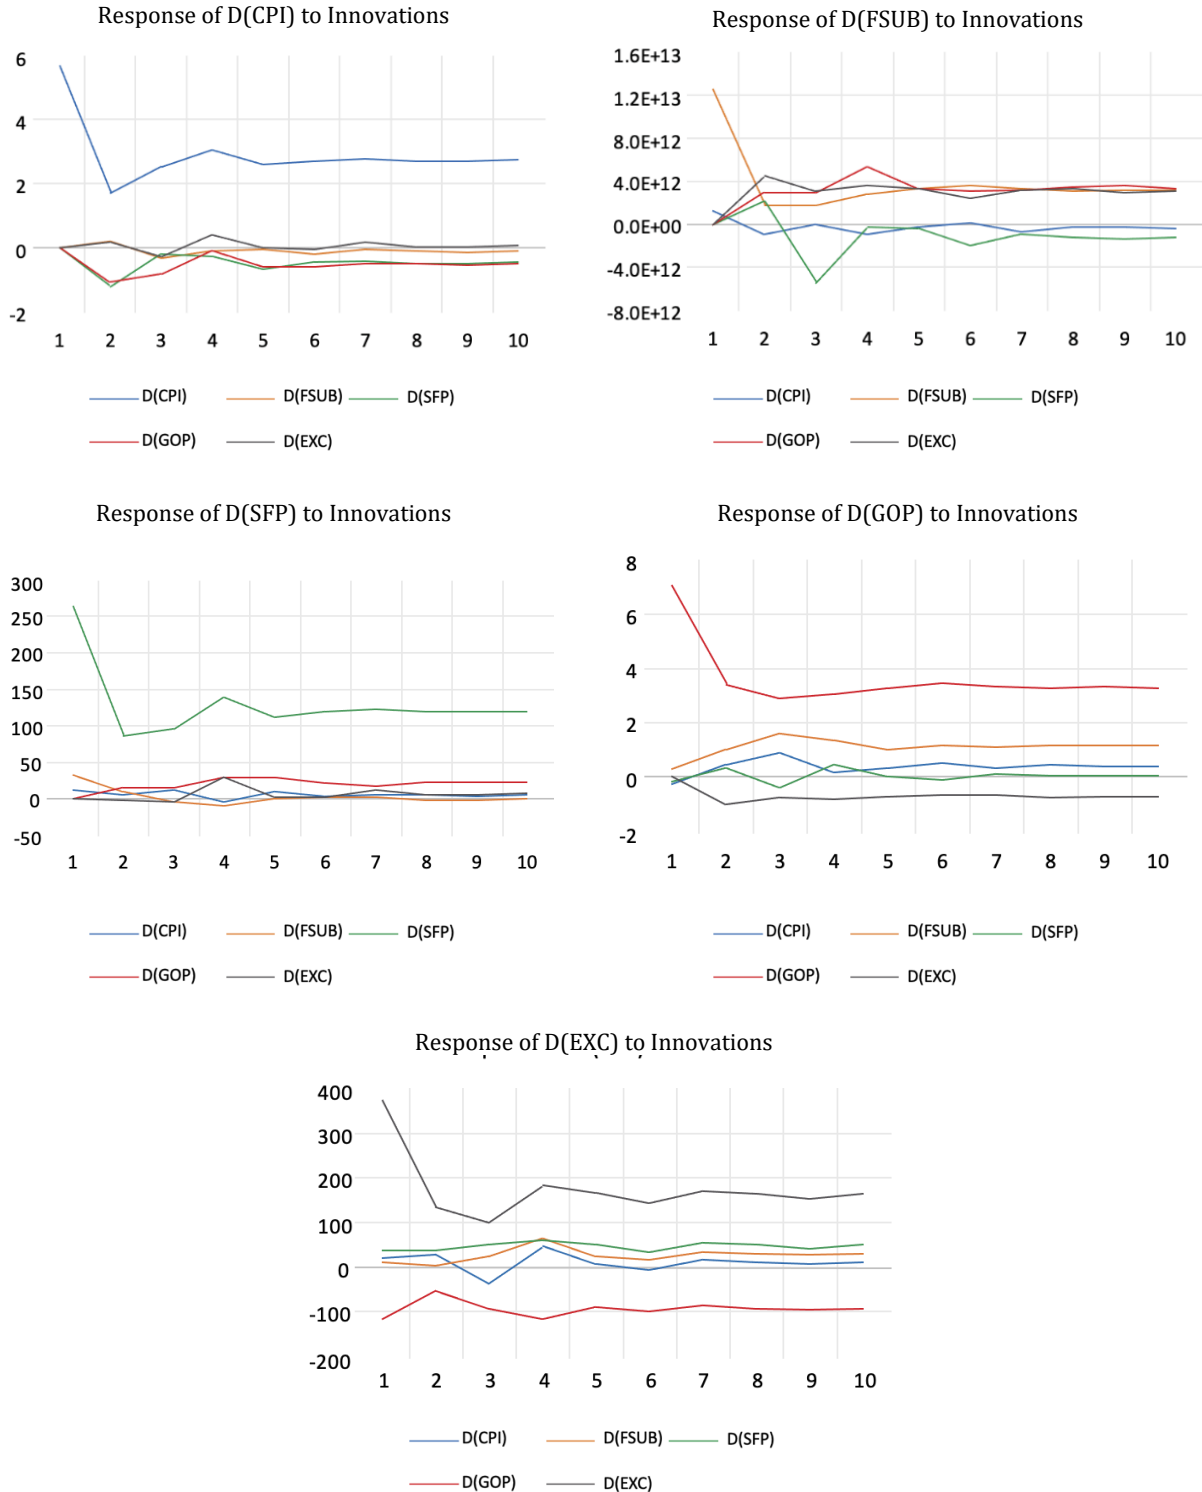 Response of D(CPI) to Innovations
6
4
2
0
-2
1 2 3 4 5 6 7 8 9 10
D(CPI) D(FSUB) D(SFP)
D(GOP) D(EXC)
Response of D(FSUB) to Innovations
1.6E+13
1.2E+13
8.0E+12
4.0E+12
0.0E+00
-4.0E+12
-8.0E+12
1 2 3 4 5 6 7 8 9 10
D(CPI) D(FSUB) D(SFP)
D(GOP) D(EXC)
Response of D(SFP) to Innovations
300
250
200
150
100
50
0
-50
1 2 3 4 5 6 7 8 9 10
D(CPI) D(FSUB) D(SFP)
D(GOP) D(EXC)
Response of D(GOP) to Innovations
8
6
4
2
0
-2
1 2 3 4 5 6 7 8 9 10
D(CPI) D(FSUB) D(SFP)
D(GOP) D(EXC)
Response of D(EXC) to Innovations
400
300
200
100
0
-100
-200
1 2 3 4 5 6 7 8 9 10
D(CPI) D(FSUB) D(SFP)
D(GOP) D(EXC)